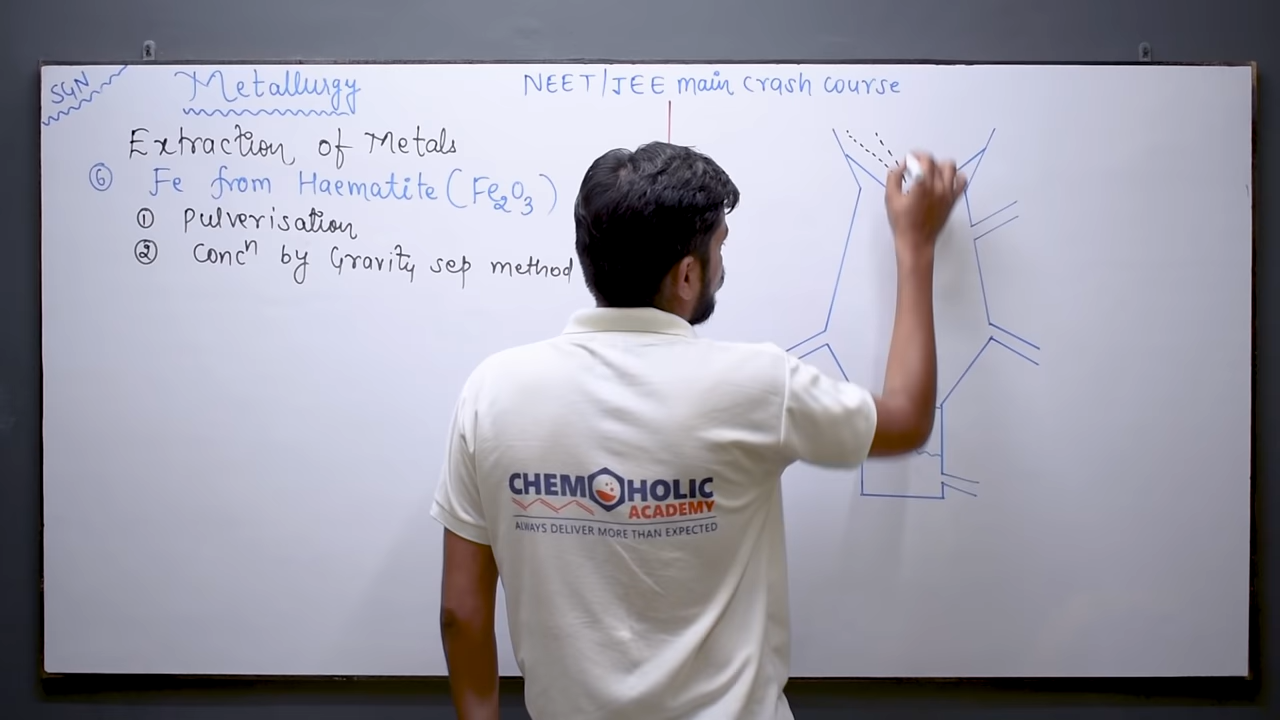 SGN
Metallurgy
NEET/JEE main crash course
Extraction of Metals
⑥ Fe from Haematite (Fe₂O₃)
① Pulverisation
② Concⁿ by Gravity sep method
CHEMHOLIC
ACADEMY
ALWAYS DELIVER MORE THAN EXPECTED